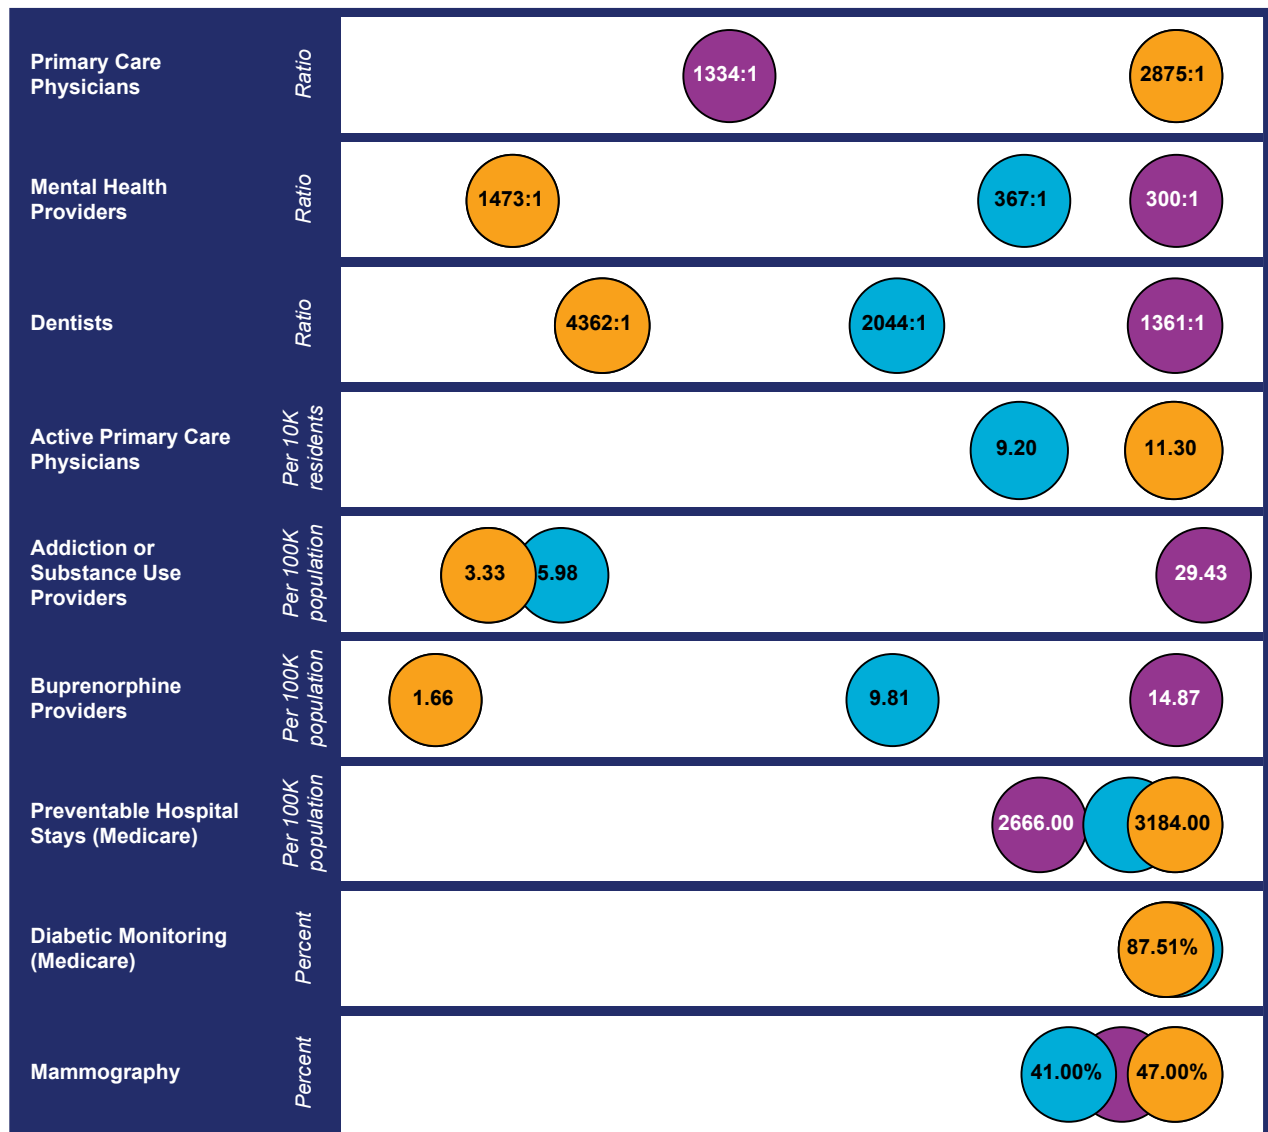 Primary Care
Physicians
Ratio
1334:1
2875:1
Mental Health
Providers
Ratio
1473:1
367:1
300:1
Dentists
Ratio
4362:1
2044:1
1361:1
Active Primary Care
Physicians
Per 10K
residents
9.20
11.30
Addiction or
Substance Use
Providers
Per 100K
population
3.33
5.98
29.43
Buprenorphine
Providers
Per 100K
population
1.66
9.81
14.87
Preventable Hospital
Stays (Medicare)
Per 100K
population
2666.00
3184.00
Diabetic Monitoring
(Medicare)
Percent
87.51%
Mammography
Percent
41.00%
47.00%